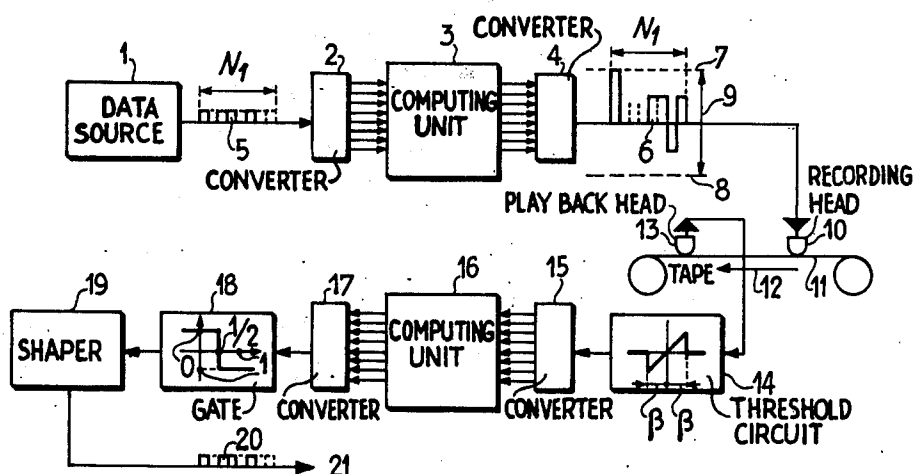 1
DATA
SOURCE
N1
5
2
CONVERTER
3
COMPUTING
UNIT
CONVERTER
4
N1
7
9
6
8
RECORDING
HEAD
10
PLAY BACK HEAD
13
TAPE
12
11
19
SHAPER
18
1/2
0
1
GATE
17
CONVERTER
16
COMPUTING
UNIT
15
CONVERTER
14
β β
THRESHOLD
CIRCUIT
20
21